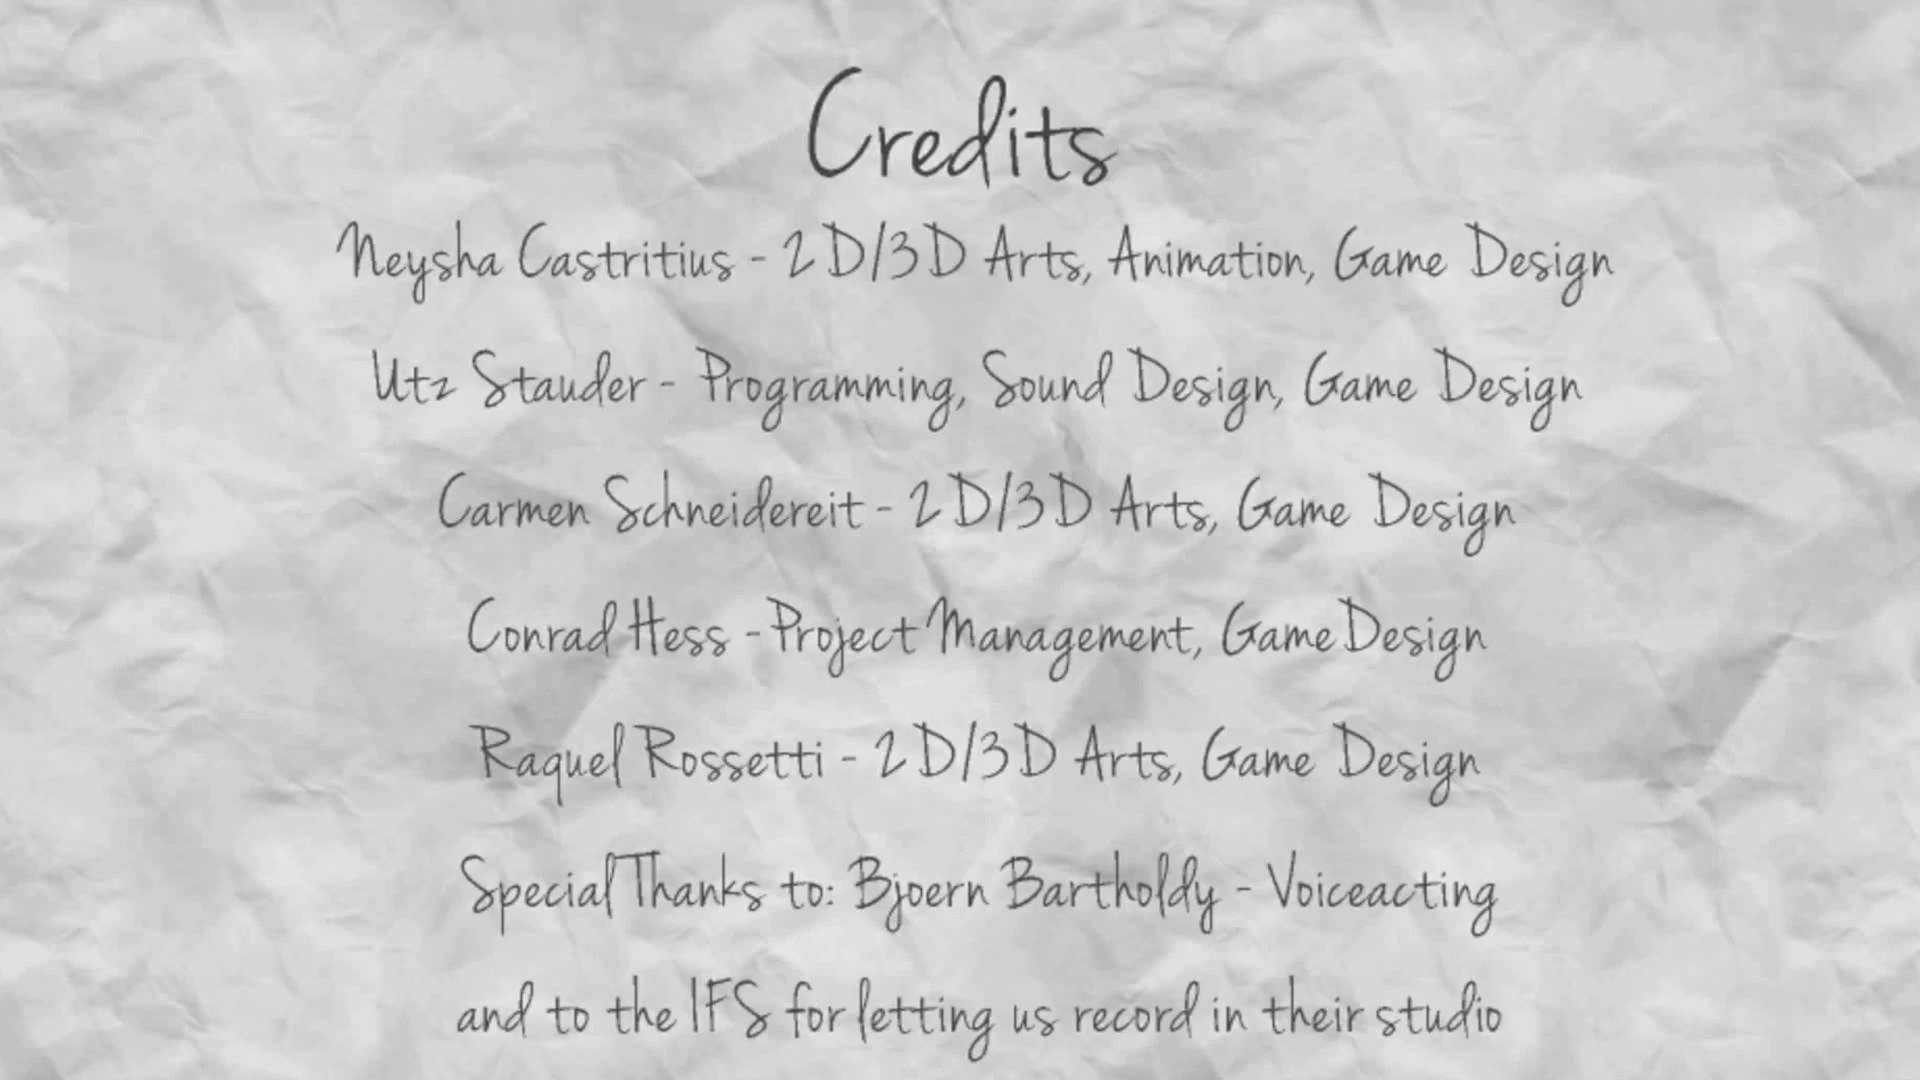 Credits
Neysha Castritius - 2D/3D Arts, Animation, Game Design
Utz Stauder - Programming, Sound Design, Game Design
Carmen Schneidereit - 2D/3D Arts, Game Design
Conrad Hess - Project Management, Game Design
Raquel Rossetti - 2D/3D Arts, Game Design
Special Thanks to: Bjoern Bartholdy - Voiceacting
and to the IFS for letting us record in their studio